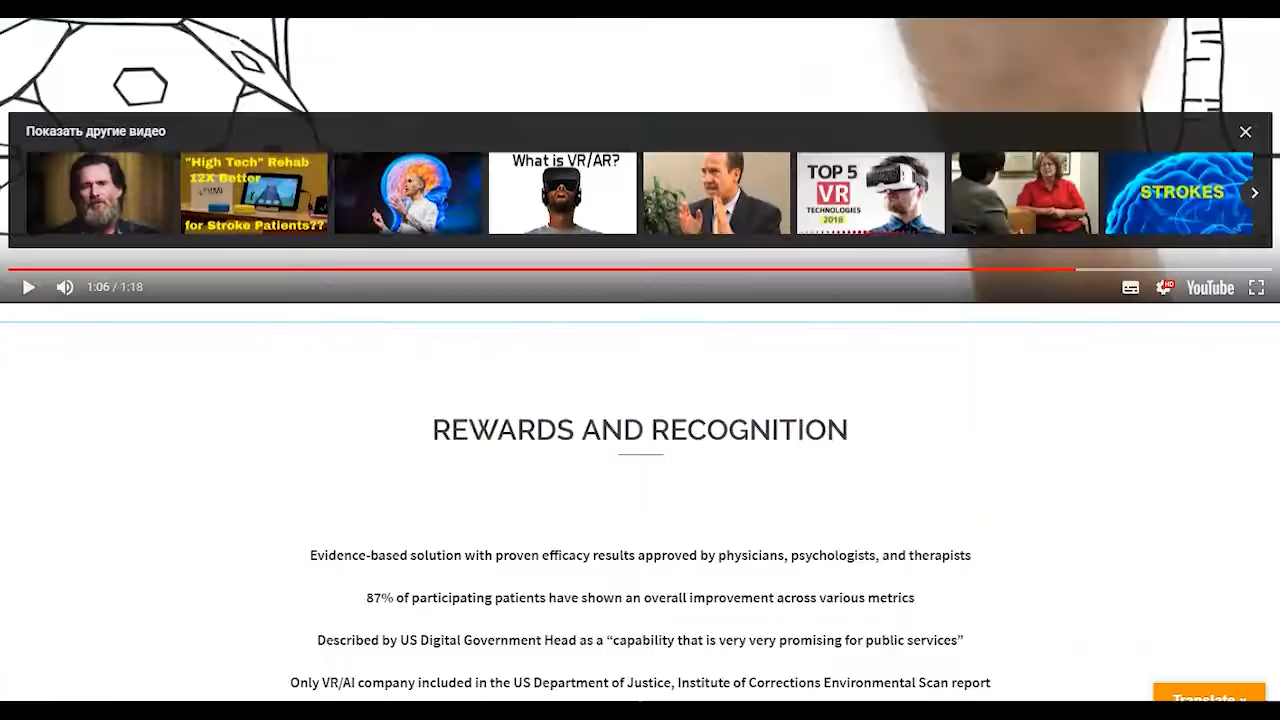 Показать другие видео
"High Tech" Rehab
12X Better
for Stroke Patients??
What is VR/AR?
TOP 5
VR
TECHNOLOGIES
2018
STROKES
1:06 / 1:18
HD
YouTube
REWARDS AND RECOGNITION
Evidence-based solution with proven efficacy results approved by physicians, psychologists, and therapists
87% of participating patients have shown an overall improvement across various metrics
Described by US Digital Government Head as a “capability that is very very promising for public services”
Only VR/AI company included in the US Department of Justice, Institute of Corrections Environmental Scan report
Translate »